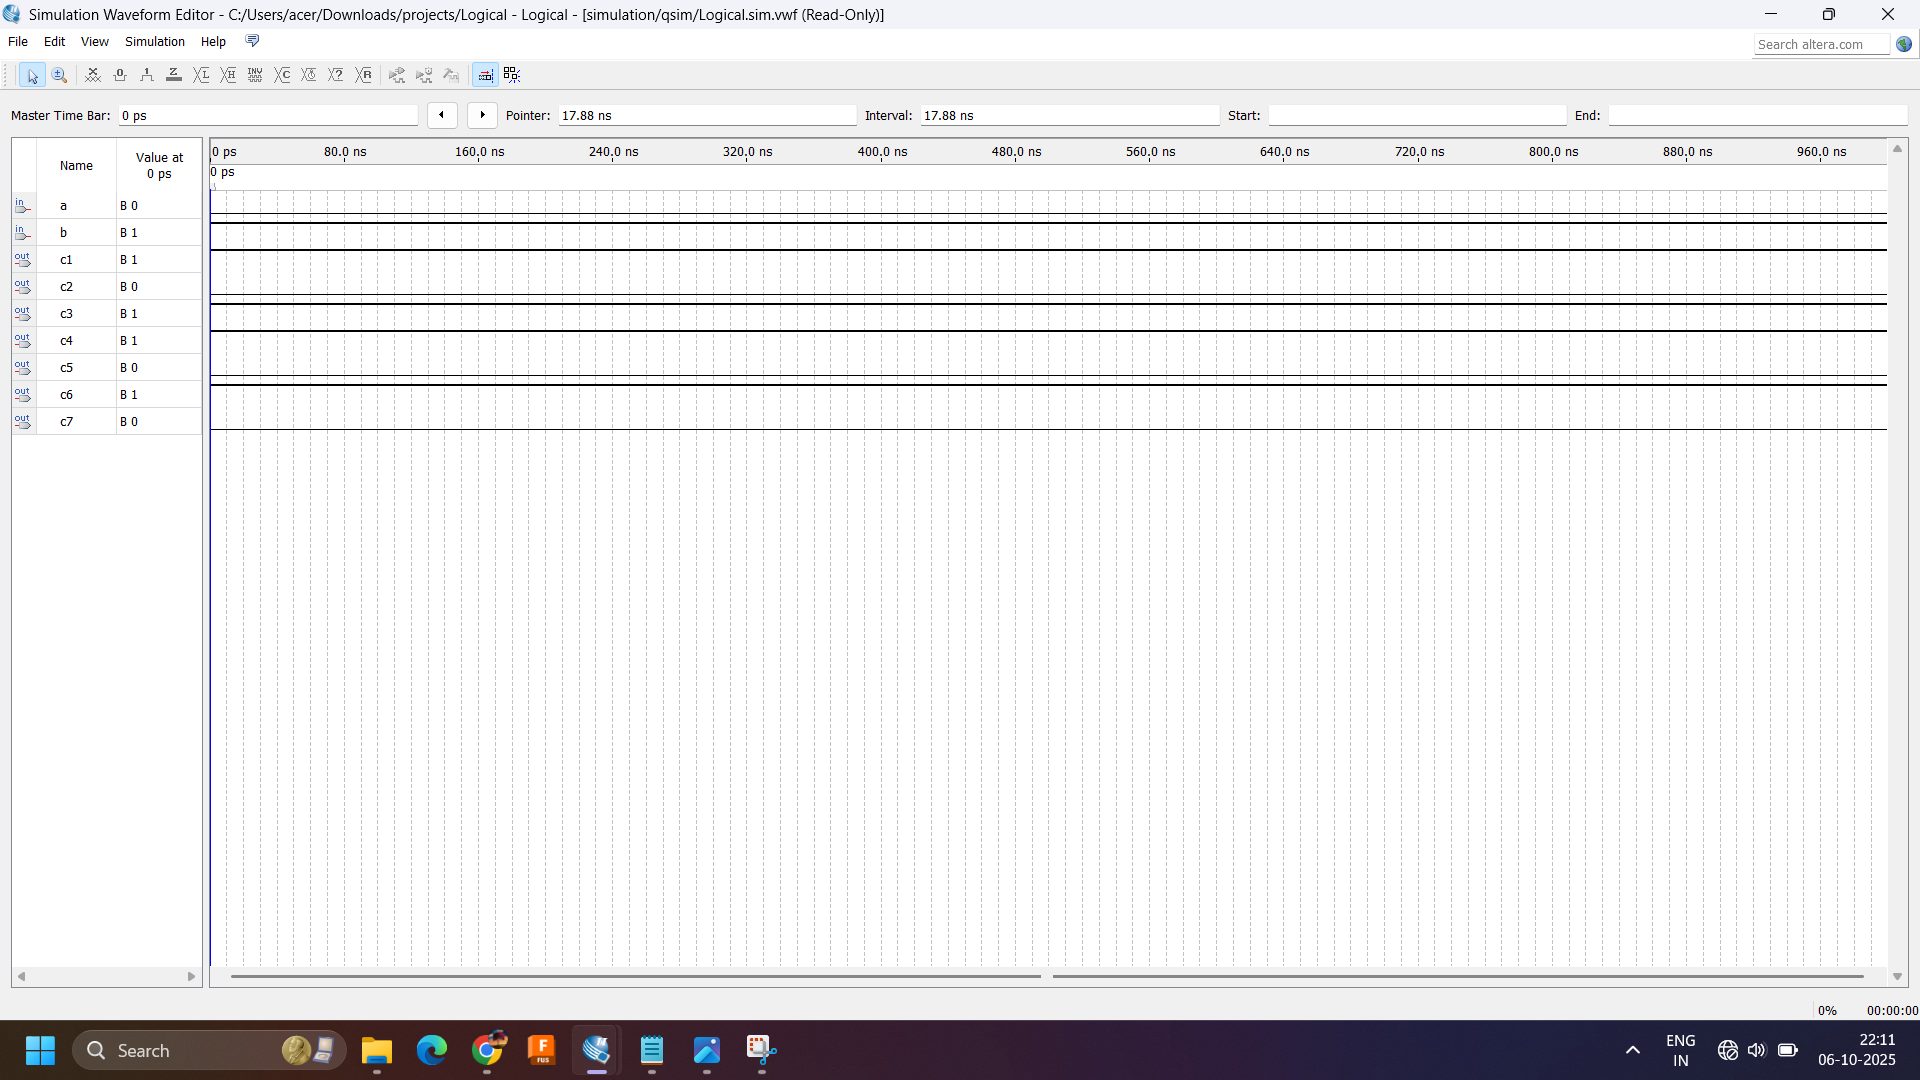 Simulation Waveform Editor - C:/Users/acer/Downloads/projects/Logical - Logical - [simulation/qsim/Logical.sim.vwf (Read-Only)]
File Edit View Simulation Help
Search altera.com
Master Time Bar: 0 ps Pointer: 17.88 ns Interval: 17.88 ns Start: End:
Name Value at 0 ps
0 ps 80.0 ns 160.0 ns 240.0 ns 320.0 ns 400.0 ns 480.0 ns 560.0 ns 640.0 ns 720.0 ns 800.0 ns 880.0 ns 960.0 ns
0 ps
in a B 0
in b B 1
out c1 B 1
out c2 B 0
out c3 B 1
out c4 B 1
out c5 B 0
out c6 B 1
out c7 B 0
0% 00:00:00
Search
F
FUS
ENG
IN
22:11
06-10-2025